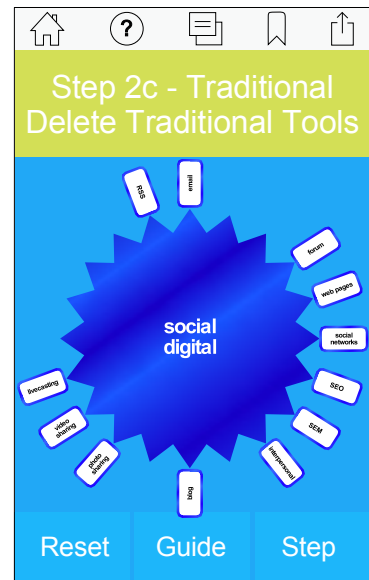 ?
Step 2c - Traditional
Delete Traditional Tools
RSS
email
forum
web pages
social
networks
SEO
SEM
interpersonal
blog
photo
sharing
video
sharing
livecasting
social
digital
Reset
Guide
Step